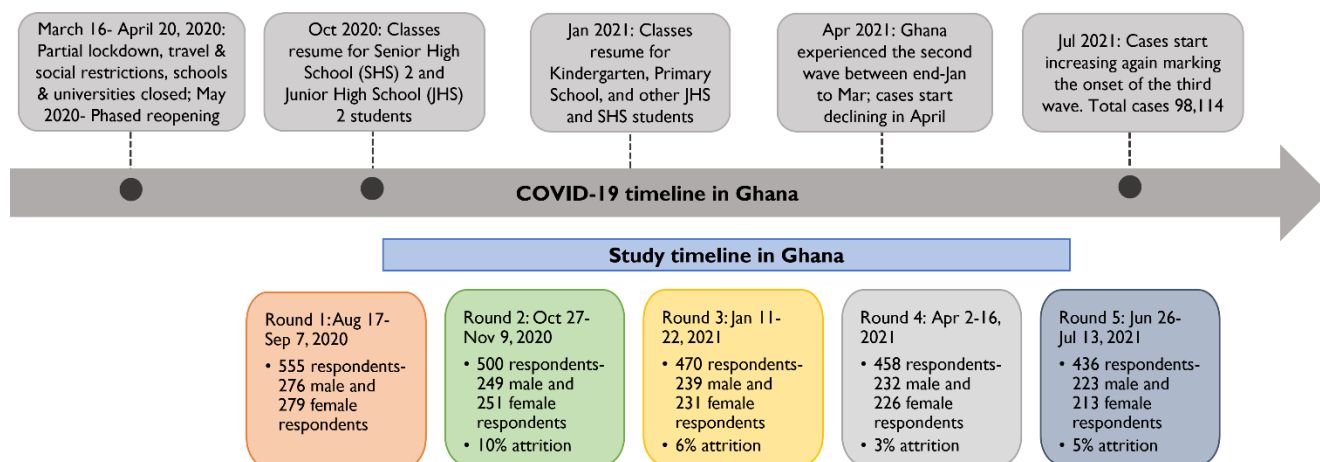 March 16- April 20, 2020:
Partial lockdown, travel &
social restrictions, schools
& universities closed; May
2020- Phased reopening
Oct 2020: Classes
resume for Senior High
School (SHS) 2 and
Junior High School (JHS)
2 students
Jan 2021: Classes
resume for
Kindergarten, Primary
School, and other JHS
and SHS students
Apr 2021: Ghana
experienced the second
wave between end-Jan
to Mar; cases start
declining in April
Jul 2021: Cases start
increasing again marking
the onset of the third
wave. Total cases 98,114
COVID-19 timeline in Ghana
Study timeline in Ghana
Round 1: Aug 17-
Sep 7, 2020
• 555 respondents-
276 male and
279 female
respondents
Round 2: Oct 27-
Nov 9, 2020
• 500 respondents-
249 male and
251 female
respondents
• 10% attrition
Round 3: Jan 11-
22, 2021
• 470 respondents-
239 male and
231 female
respondents
• 6% attrition
Round 4: Apr 2-16,
2021
• 458 respondents-
232 male and
226 female
respondents
• 3% attrition
Round 5: Jun 26-
Jul 13, 2021
• 436 respondents-
223 male and
213 female
respondents
• 5% attrition